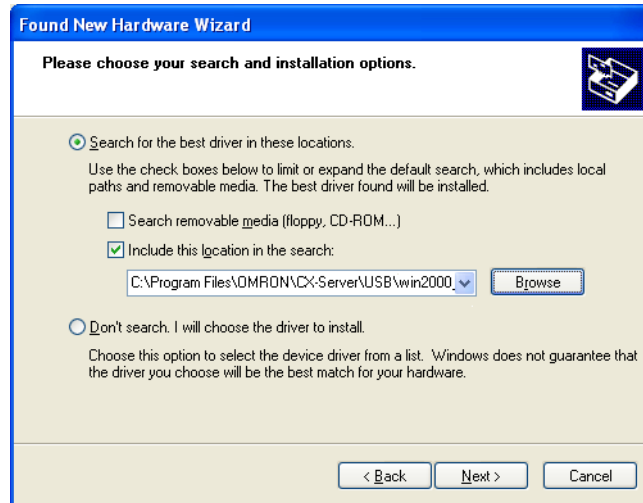 Found New Hardware Wizard
Please choose your search and installation options.
Search for the best driver in these locations.
Use the check boxes below to limit or expand the default search, which includes local
paths and removable media. The best driver found will be installed.
Search removable media (floppy, CD-ROM...)
Include this location in the search:
C:\Program Files\OMRON\CX-Server\USB\win2000_
Browse
Don't search. I will choose the driver to install.
Choose this option to select the device driver from a list. Windows does not guarantee that
the driver you choose will be the best match for your hardware.
< Back Next > Cancel